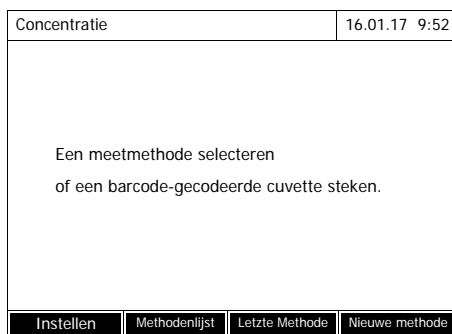 Concentratie 16.01.17 9:52
Een meetmethode selecteren
of een barcode-gecodeerde cuvette steken.
Instellen Methodenlijst Letzte Methode Nieuwe methode